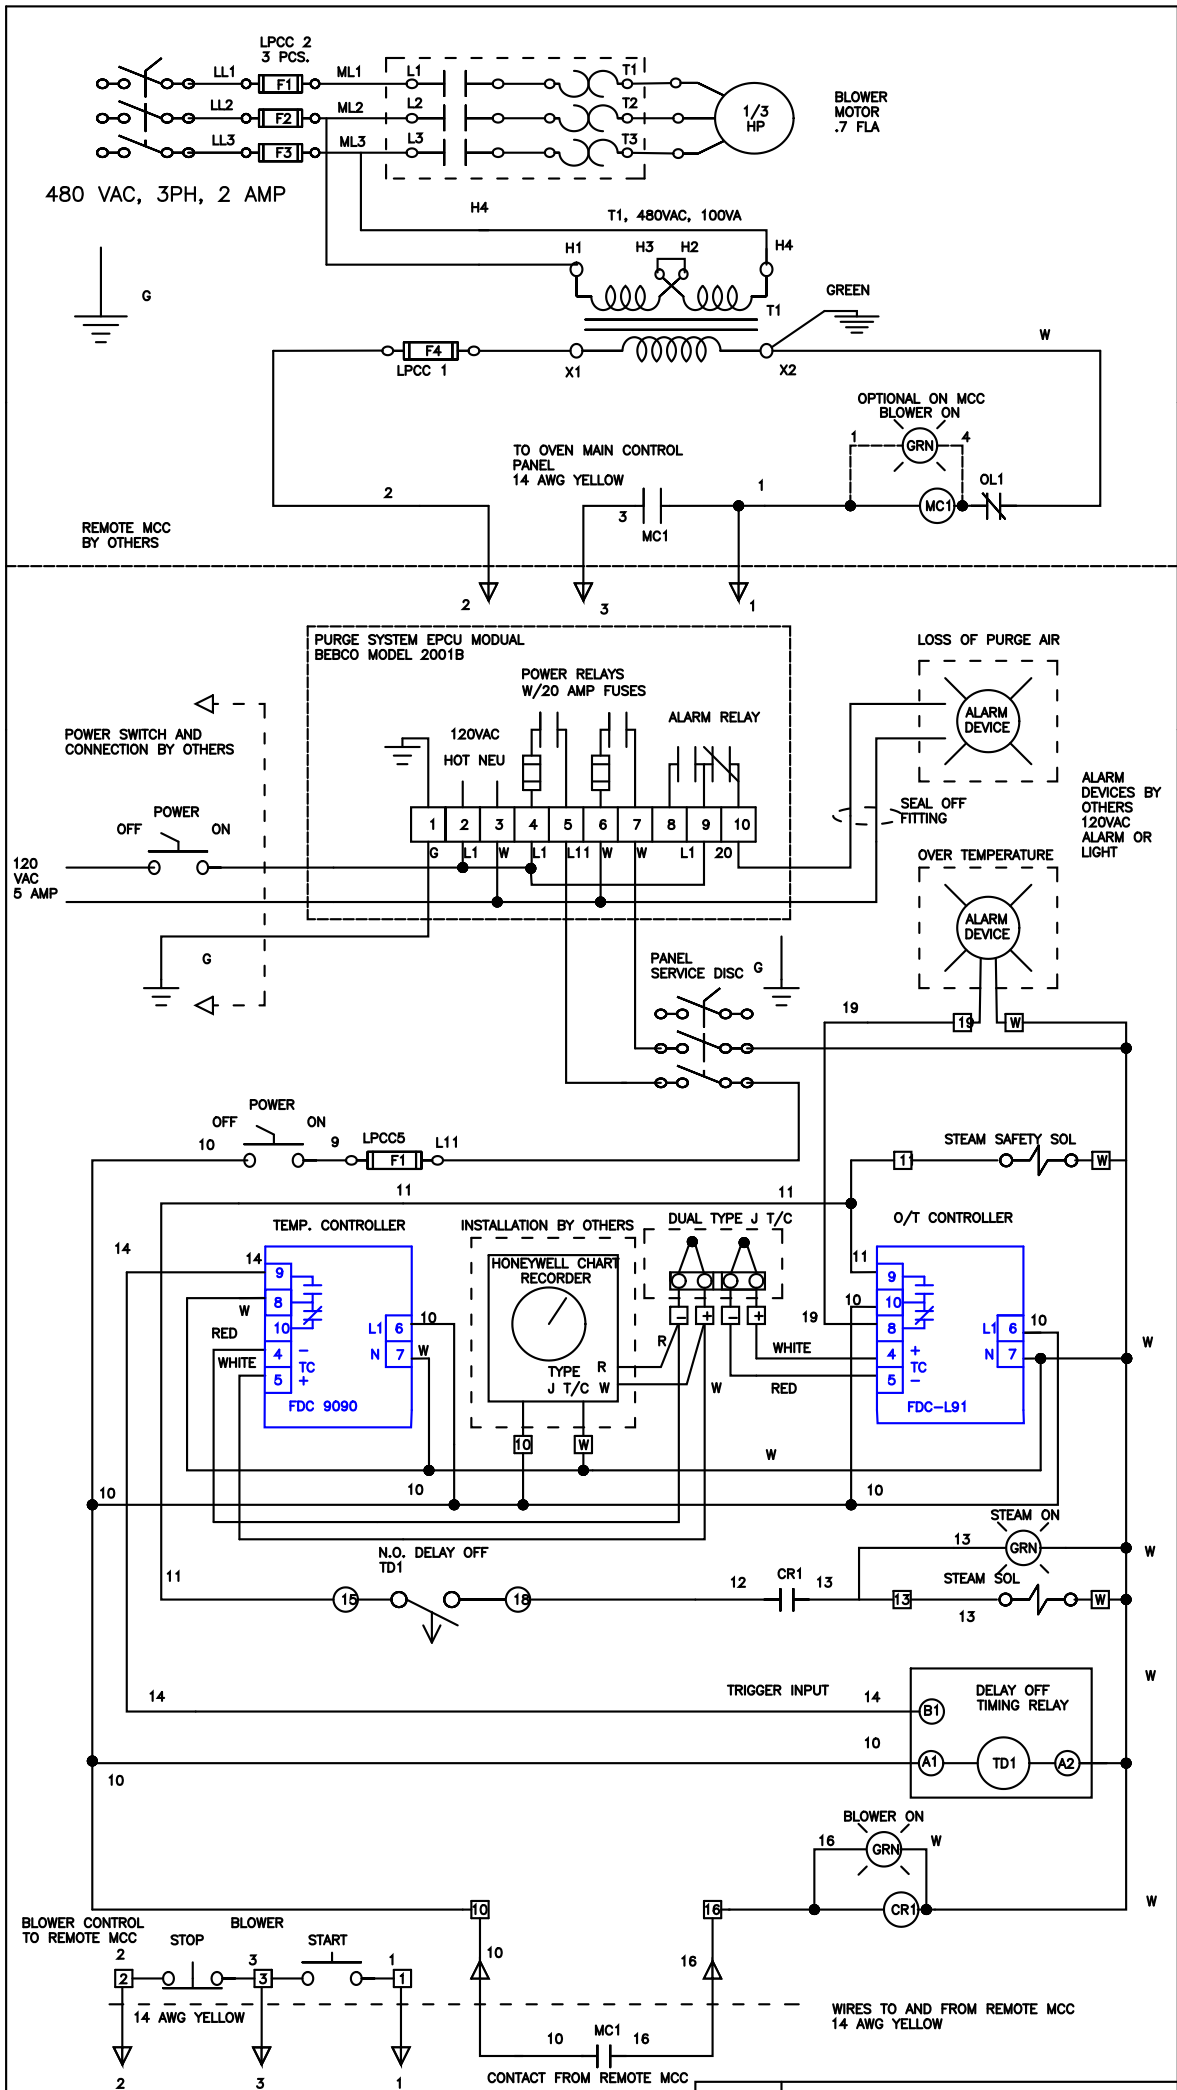 LPCC 2
3 PCS.
LL1
F1
ML1
L1
T1
LL2
F2
ML2
L2
T2
LL3
F3
ML3
L3
T3
1/3
HP
BLOWER
MOTOR
.7 FLA
480 VAC, 3PH, 2 AMP
H4
T1, 480VAC, 100VA
H1
H3
H2
H4
G
T1
GREEN
F4
LPCC 1
X1
X2
W
OPTIONAL ON MCC
BLOWER ON
1
GRN
4
TO OVEN MAIN CONTROL
PANEL
14 AWG YELLOW
2
3
MC1
1
MC1
OL1
REMOTE MCC
BY OTHERS
2
3
1
PURGE SYSTEM EPCU MODUAL
BEBCO MODEL 2001B
POWER RELAYS
W/20 AMP FUSES
ALARM RELAY
120VAC
HOT NEU
1
2
3
4
5
6
7
8
9
10
G
L1
W
L1
L11
W
W
L1
20
LOSS OF PURGE AIR
ALARM
DEVICE
POWER SWITCH AND
CONNECTION BY OTHERS
POWER
OFF
ON
120
VAC
5 AMP
SEAL OFF
FITTING
ALARM
DEVICES BY
OTHERS
120VAC
ALARM OR
LIGHT
OVER TEMPERATURE
ALARM
DEVICE
G
PANEL
SERVICE DISC
G
19
19
W
POWER
OFF
ON
10
9
LPCC5
F1
L11
STEAM SAFETY SOL
11
W
11
11
TEMP. CONTROLLER
INSTALLATION BY OTHERS
DUAL TYPE J T/C
O/T CONTROLLER
14
14
9
8
10
4
5
W
RED
WHITE
−
TC
+
L1
6
10
N
7
W
FDC 9090
HONEYWELL CHART
RECORDER
TYPE
J T/C
R
W
10
W
−
+
−
+
R
W
WHITE
RED
11
10
19
9
10
8
4
5
+
TC
−
L1
6
10
N
7
FDC-L91
W
W
10
10
10
STEAM ON
13
GRN
W
N.O. DELAY OFF
TD1
11
15
18
12
CR1
13
13
STEAM SOL
13
W
W
14
TRIGGER INPUT
14
B1
DELAY OFF
TIMING RELAY
10
10
A1
TD1
A2
BLOWER ON
16
GRN
W
10
16
CR1
W
BLOWER CONTROL
TO REMOTE MCC
BLOWER
STOP
START
2
3
1
2
3
1
10
16
14 AWG YELLOW
WIRES TO AND FROM REMOTE MCC
14 AWG YELLOW
10
MC1
16
CONTACT FROM REMOTE MCC
2
3
1